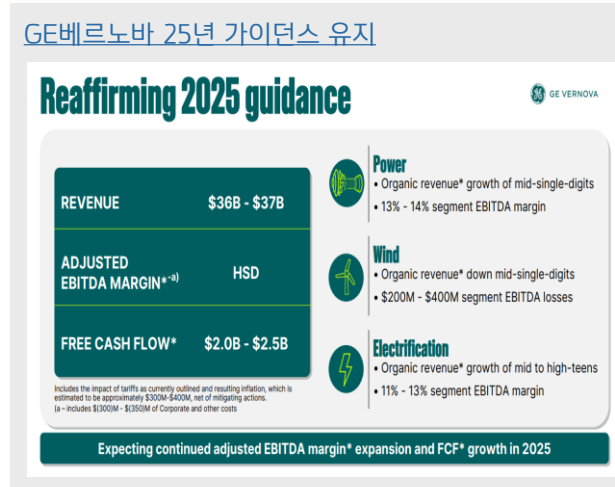 GE베르노바 25년 가이던스 유지
Reaffirming 2025 guidance
GE VERNOVA
REVENUE $36B - $37B
ADJUSTED
EBITDA MARGIN*-a) HSD
FREE CASH FLOW* $2.0B - $2.5B
Includes the impact of tariffs as currently outlined and resulting inflation, which is
estimated to be approximately $300M-$400M, net of mitigating actions.
(a – includes $(300)M - $(350)M of Corporate and other costs
Power
• Organic revenue* growth of mid-single-digits
• 13% - 14% segment EBITDA margin
Wind
• Organic revenue* down mid-single-digits
• $200M - $400M segment EBITDA losses
Electrification
• Organic revenue* growth of mid to high-teens
• 11% - 13% segment EBITDA margin
Expecting continued adjusted EBITDA margin* expansion and FCF* growth in 2025